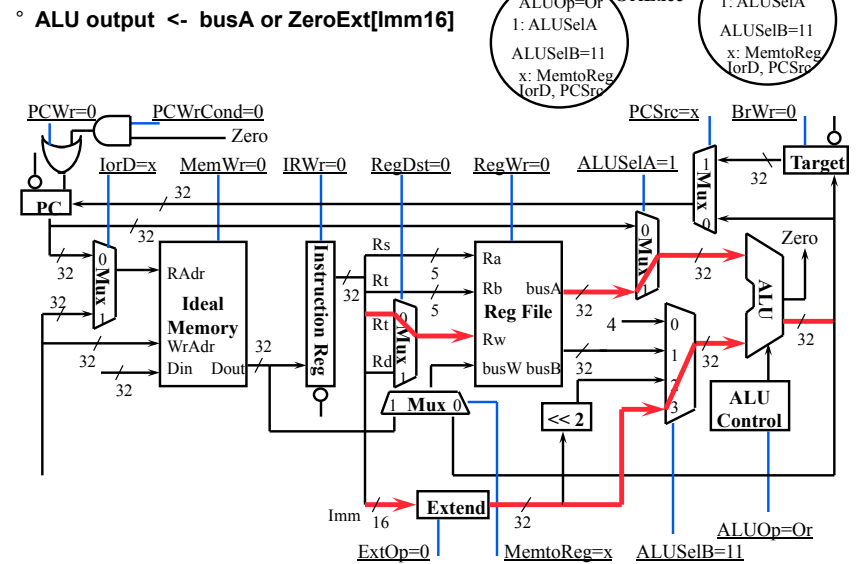 ° ALU output <- busA or ZeroExt[Imm16]
ALUOp=Or
1: ALUSelA
ALUSelB=11
x: MemtoReg
IorD, PCSrc
1: ALUSelA
ALUSelB=11
x: MemtoReg
IorD, PCSrc
PCWr=0
PCWrCond=0
PCSrc=x
BrWr=0
Zero
IorD=x
MemWr=0
IRWr=0
RegDst=0
RegWr=0
ALUSelA=1
1
Mux
0
32
Target
PC
32
32
0
Mux
1
32
32
RAdr
Ideal
Memory
WrAdr
Din
Dout
32
32
32
Instruction Reg
32
Rs
Rt
Rt
Rd
5
5
0
Mux
1
Ra
Rb
busA
Reg File
Rw
busW
busB
32
32
0
Mux
1
32
4
0
1
2
3
32
Zero
ALU
32
1 Mux 0
<< 2
ALU
Control
Imm
16
Extend
32
ExtOp=0
MemtoReg=x
ALUSelB=11
ALUOp=Or